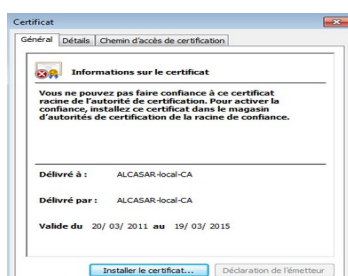 Certificat
Général Détails Chemin d'accès de certification
Informations sur le certificat
Vous ne pouvez pas faire confiance à ce certificat
racine de l'autorité de certification. Pour activer la
confiance, installez ce certificat dans le magasin
d'autorités de certification de la racine de confiance.
Délivré à : ALCASAR-local-CA
Délivré par : ALCASAR-local-CA
Valide du 20/ 03/ 2011 au 19/ 03/ 2015
Installer le certificat... Déclaration de l'émetteur